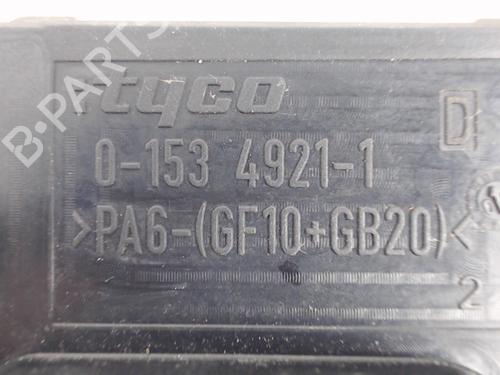 tyco
D
0-153 4921-1
>PA6-(GF10+GB20)<
2
B-PARTS